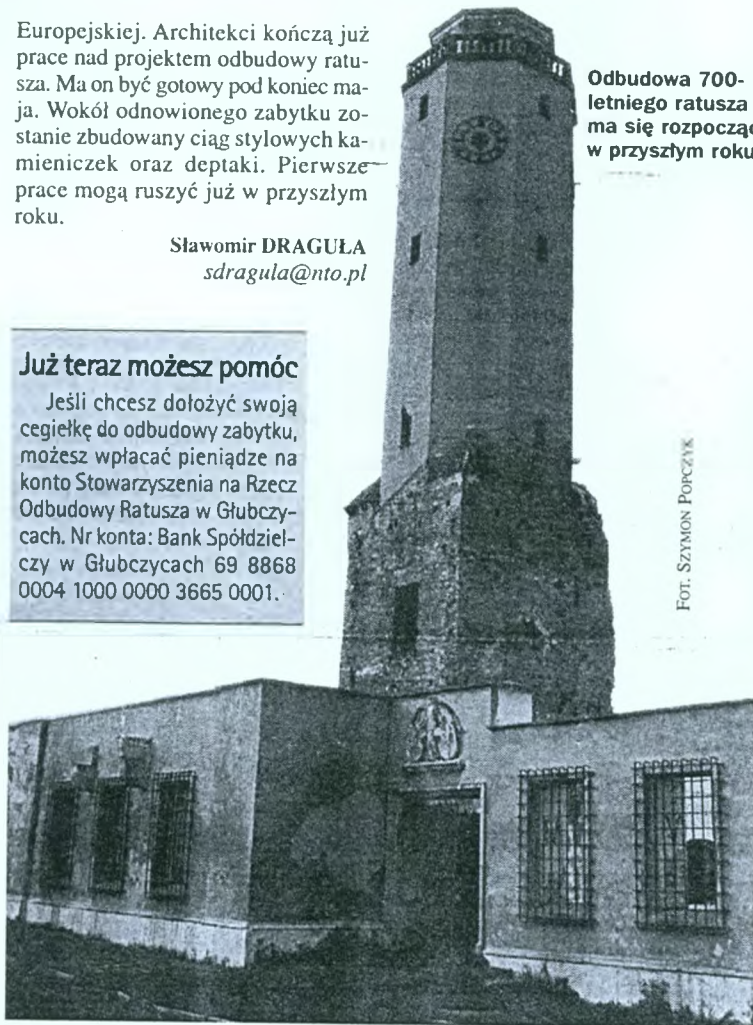 Europejskiej. Architekci kończą już
prace nad projektem odbudowy ratu-
sza. Ma on być gotowy pod koniec ma-
ja. Wokół odnowionego zabytku zo-
stanie zbudowany ciąg stylowych ka-
mieniczek oraz deptaki. Pierwsze
prace mogą ruszyć już w przyszłym
roku.
Sławomir DRAGUŁA
sdragula@nto.pl
Już teraz możesz pomóc
Jeśli chcesz dołożyć swoją
cegiełkę do odbudowy zabytku,
możesz wpłacać pieniądze na
konto Stowarzyszenia na Rzecz
Odbudowy Ratusza w Głubczy-
cach. Nr konta: Bank Spółdziel-
czy w Głubczycach 69 8868
0004 1000 0000 3665 0001.
Odbudowa 700-
letniego ratusza
ma się rozpocząć
w przyszłym roku
FOT. SZYMON POPCZYK